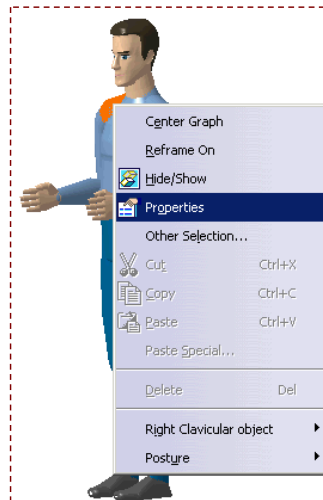 Center Graph
Reframe On
Hide/Show
Properties
Other Selection...
Cut Ctrl+X
Copy Ctrl+C
Paste Ctrl+V
Paste Special...
Delete Del
Right Clavicular object
Posture